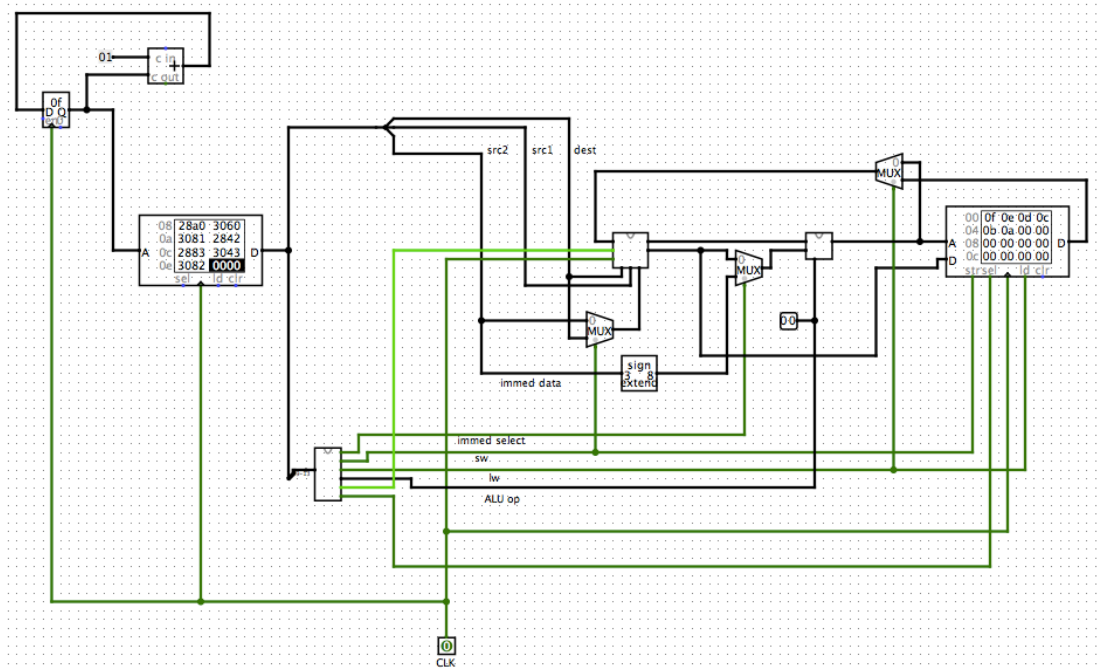 01
c in
+
c out
0f
D Q
en0
src2
src1
dest
MUX
0
08 28a0 3060
0a 3081 2842
0c 2883 3043
0e 3082 0000
A
D
sel
ld clr
00 0f 0e 0d 0c
04 0b 0a 00 00
08 00 00 00 00
0c 00 00 00 00
A
D
D
str sel
ld clr
0
MUX
0
MUX
00
sign
3 8
extend
immed data
immed select
sw
lw
ALU op
0
CLK